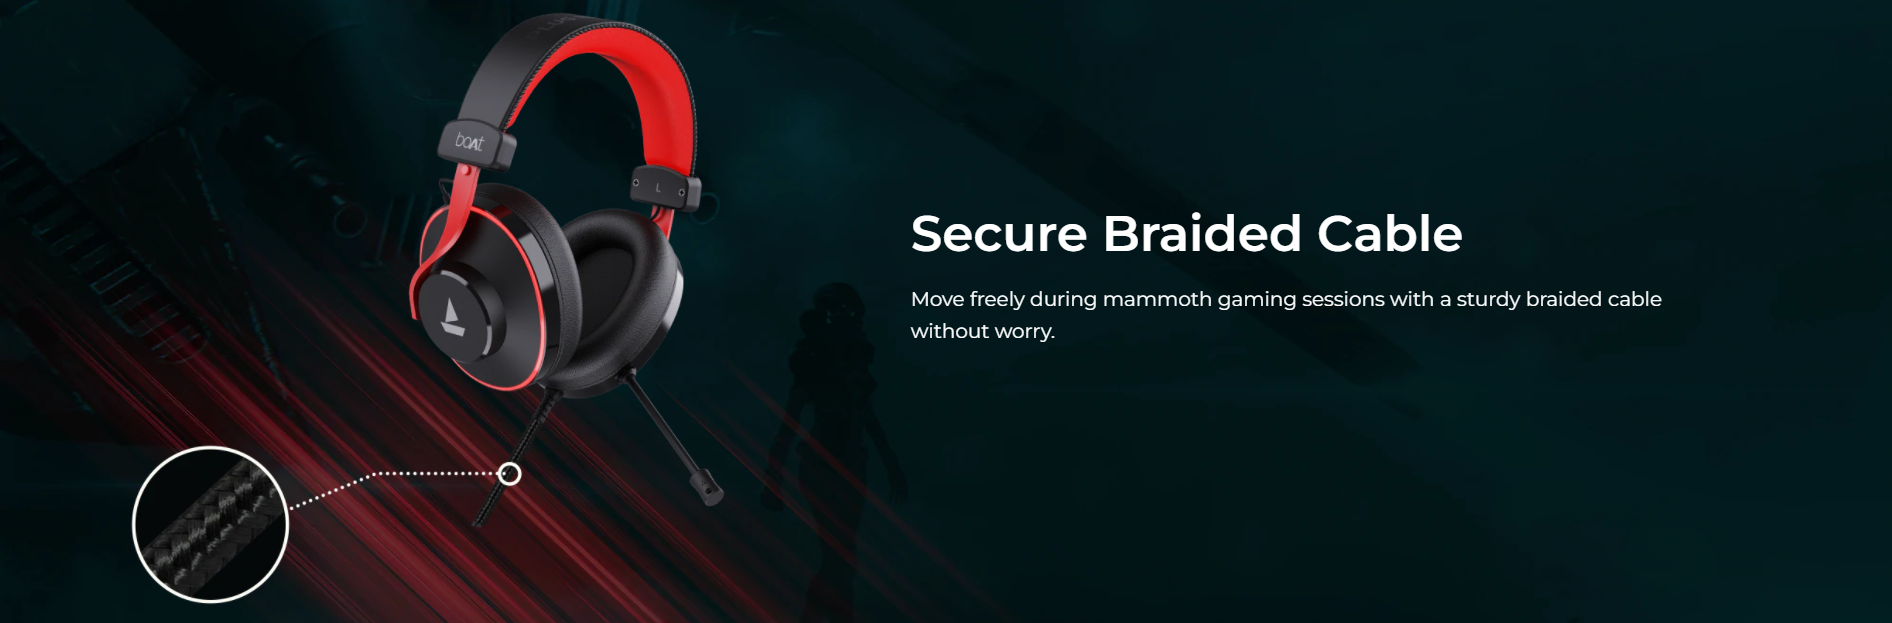 boAt
L
Secure Braided Cable
Move freely during mammoth gaming sessions with a sturdy braided cable
without worry.